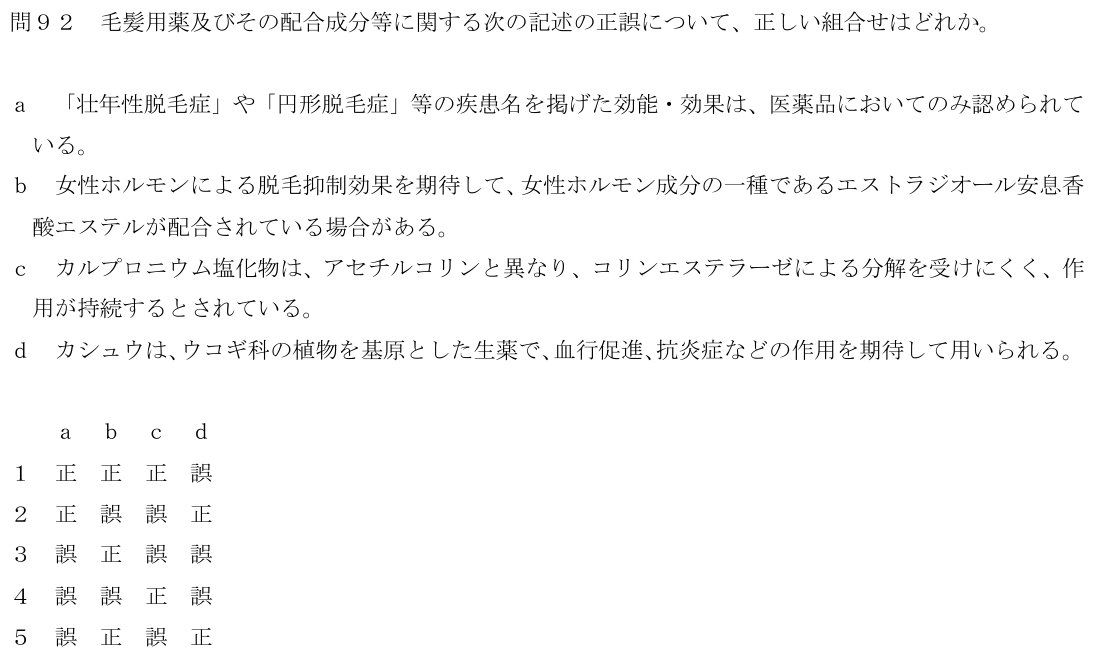 問９２　毛髪用薬及びその配合成分等に関する次の記述の正誤について、正しい組合せはどれか。
ａ　「壮年性脱毛症」や「円形脱毛症」等の疾患名を掲げた効能・効果は、医薬品においてのみ認められて
いる。
ｂ　女性ホルモンによる脱毛抑制効果を期待して、女性ホルモン成分の一種であるエストラジオール安息香
酸エステルが配合されている場合がある。
ｃ　カルプロニウム塩化物は、アセチルコリンと異なり、コリンエステラーゼによる分解を受けにくく、作
用が持続するとされている。
ｄ　カシュウは、ウコギ科の植物を基原とした生薬で、血行促進、抗炎症などの作用を期待して用いられる。
ａ　ｂ　ｃ　ｄ
１　正　正　正　誤
２　正　誤　誤　正
３　誤　正　誤　誤
４　誤　誤　正　誤
５　誤　正　誤　正